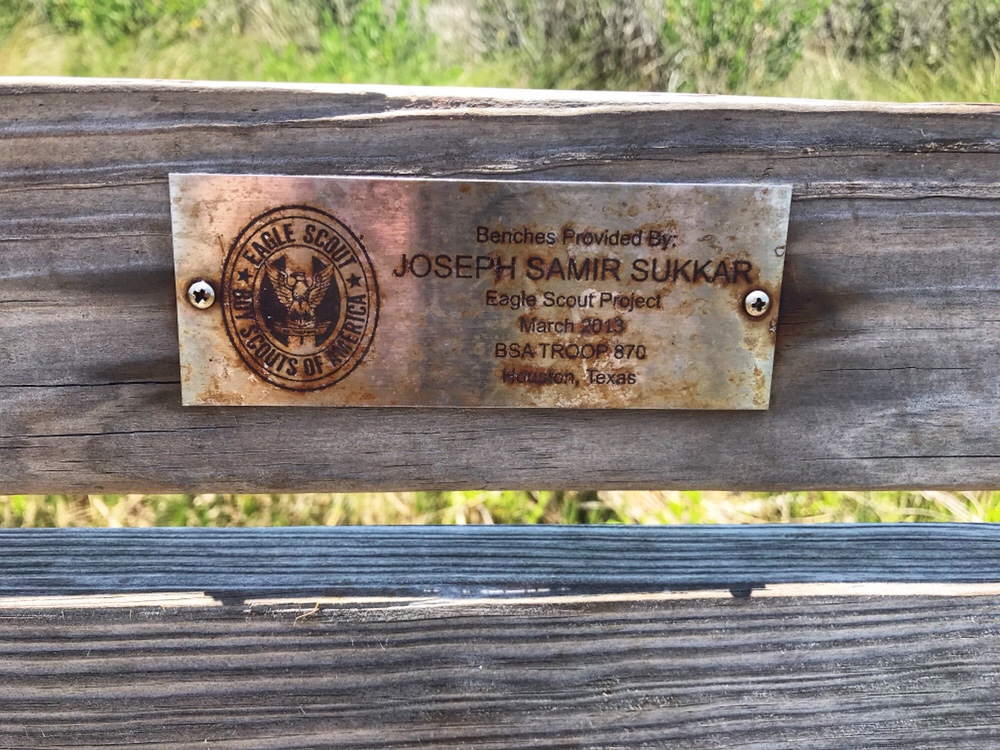 EAGLE SCOUT
BOY SCOUTS OF AMERICA
Benches Provided By:
JOSEPH SAMIR SUKKAR
Eagle Scout Project
March 2013
BSA TROOP 870
Houston, Texas